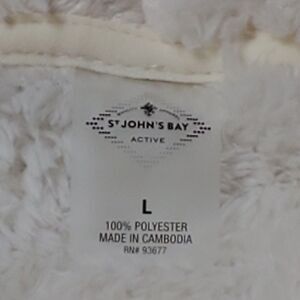 ST JOHN'S BAY
ACTIVE
L
100% POLYESTER
MADE IN CAMBODIA
RN# 93677